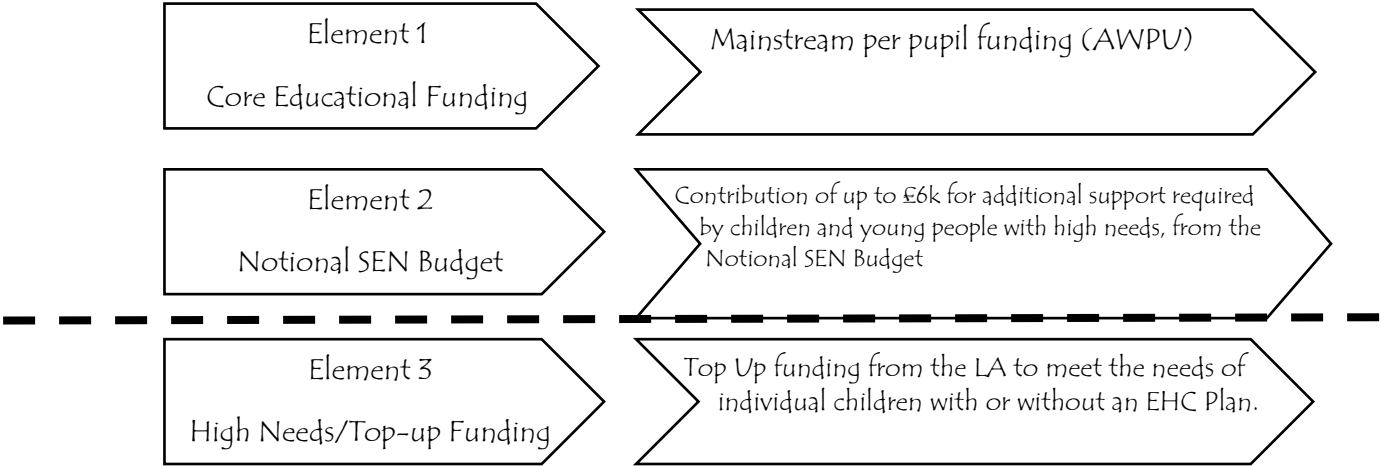 Element 1
Core Educational Funding
Mainstream per pupil funding (AWPU)
Element 2
Notional SEN Budget
Contribution of up to £6k for additional support required
by children and young people with high needs, from the
Notional SEN Budget
Element 3
High Needs/Top-up Funding
Top Up funding from the LA to meet the needs of
individual children with or without an EHC Plan.